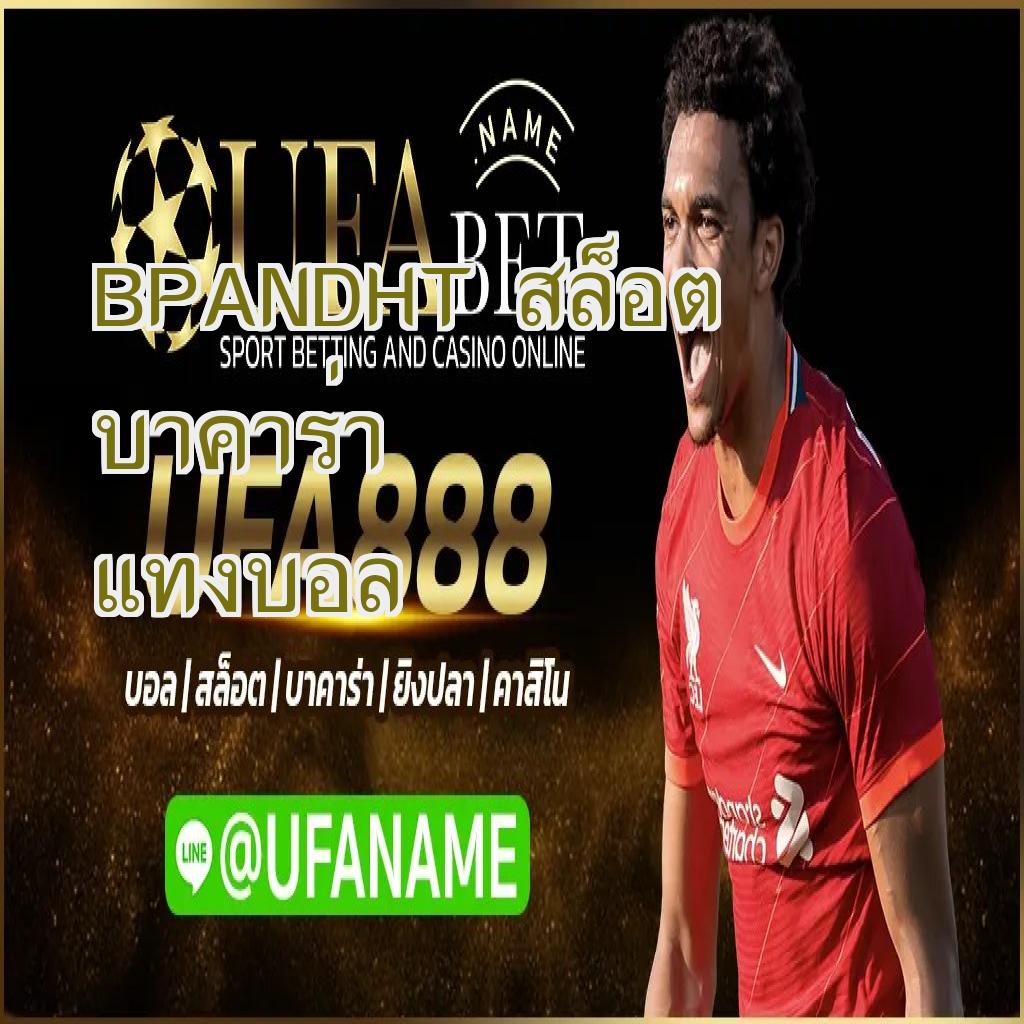 .NAME
UFABET
BPANDHT สล็อต
SPORT BETTING AND CASINO ONLINE
บาคาร่า
UFA888
แทงบอล
บอล | สล็อต | บาคาร่า | ยิงปลา | คาสิโน
LINE @UFANAME